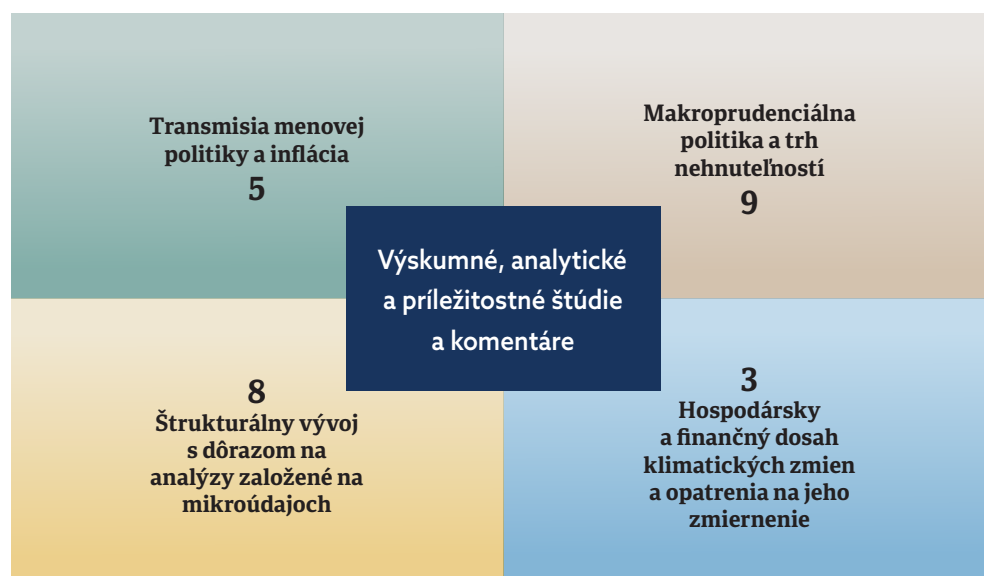 Transmisia menovej
politiky a inflácia
5
Makroprudenciálna
politika a trh
nehnuteľností
9
Výskumné, analytické
a príležitostné štúdie
a komentáre
8
Štrukturálny vývoj
s dôrazom na
analýzy založené na
mikroúdajoch
3
Hospodársky
a finančný dosah
klimatických zmien
a opatrenia na jeho
zmiernenie